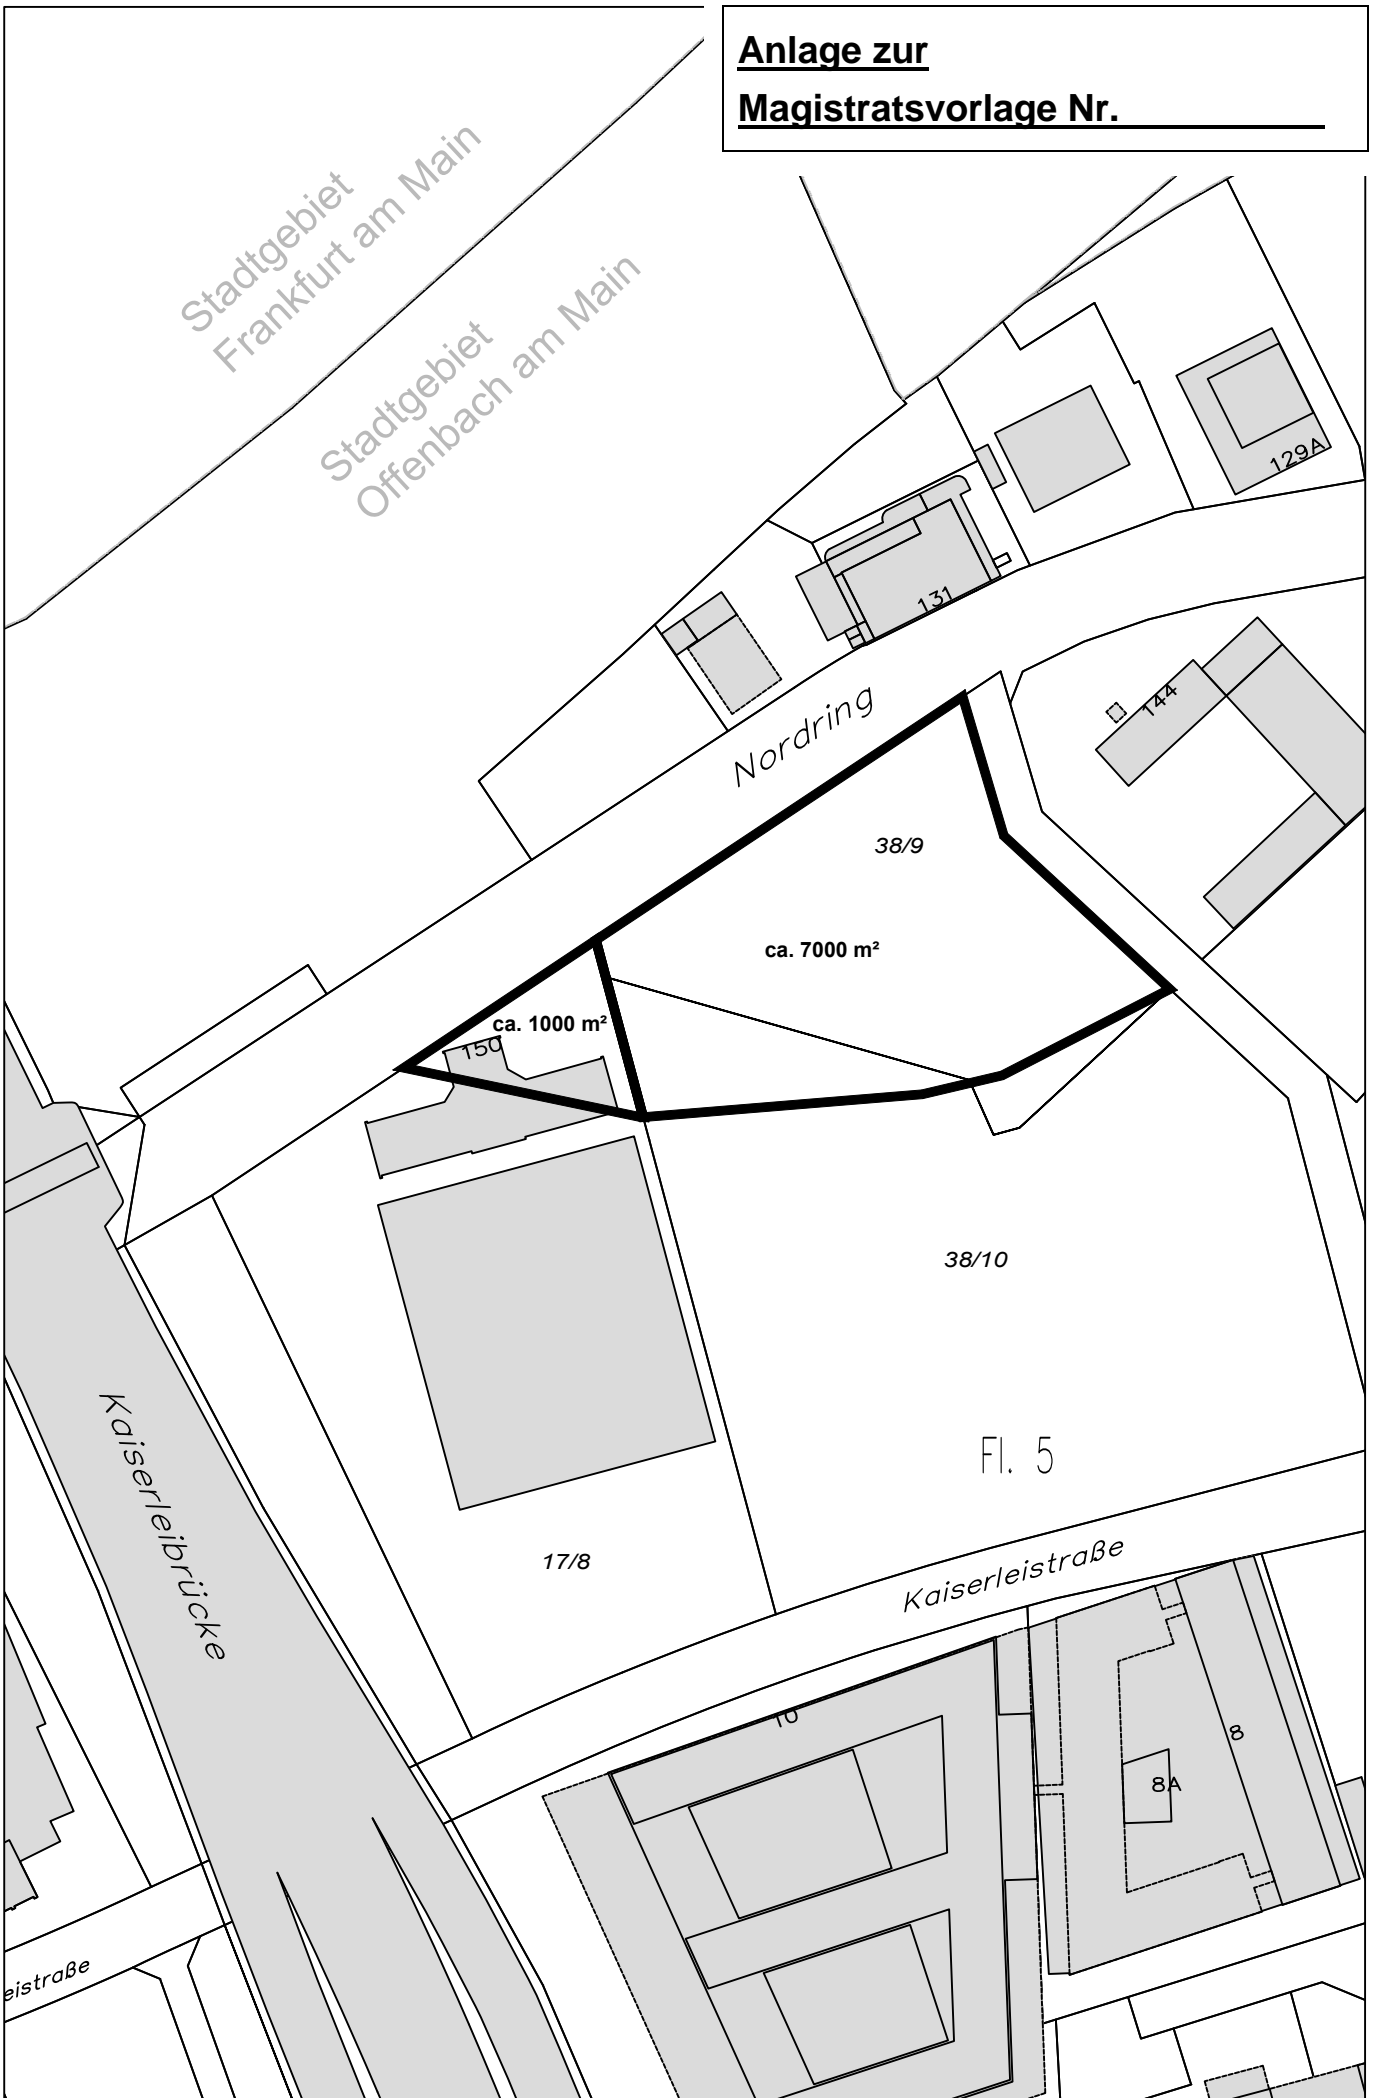 Anlage zur
Magistratsvorlage Nr.
Stadtgebiet
Frankfurt am Main
Stadtgebiet
Offenbach am Main
129A
131
144
Nordring
38/9
ca. 7000 m²
ca. 1000 m²
150
38/10
Kaiserleibrücke
Fl. 5
17/8
Kaiserleistraße
10
8
8A
eistraße